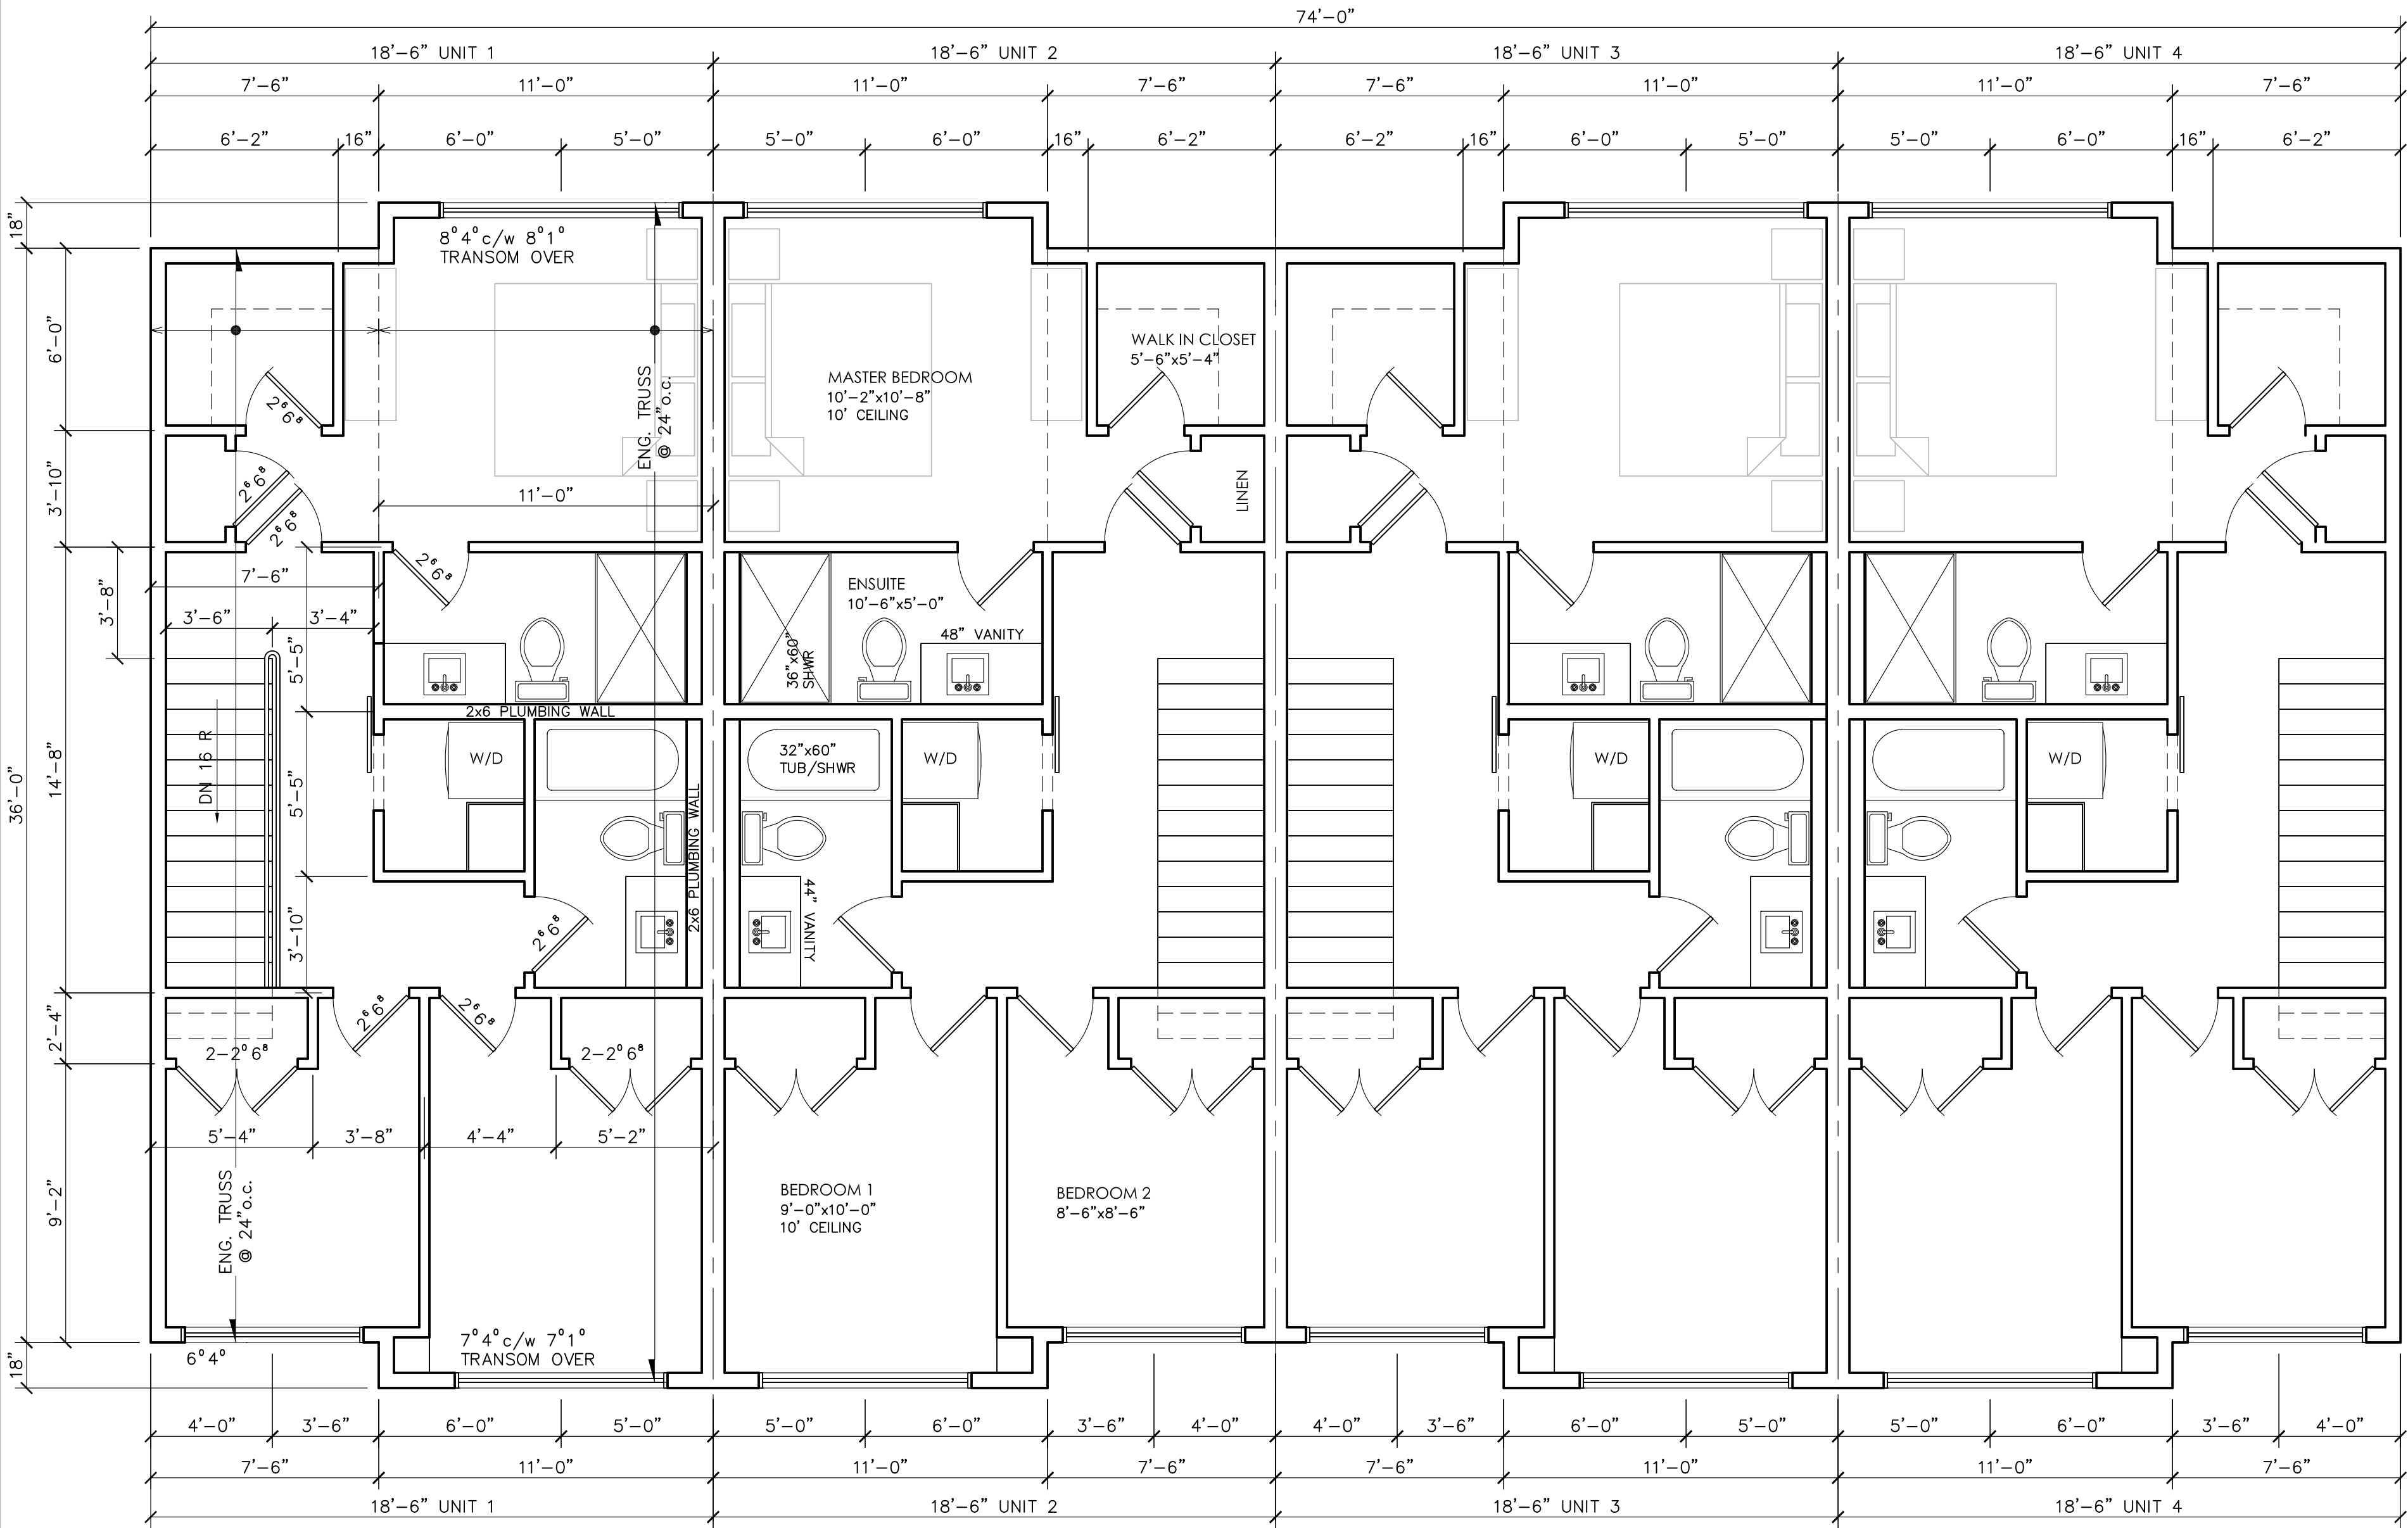 74'-0"
18'-6" UNIT 1 18'-6" UNIT 2 18'-6" UNIT 3 18'-6" UNIT 4
7'-6" 11'-0" 11'-0" 7'-6" 7'-6" 11'-0" 11'-0" 7'-6"
6'-2" 16" 6'-0" 5'-0" 5'-0" 6'-0" 16" 6'-2" 6'-2" 16" 6'-0" 5'-0" 5'-0" 6'-0" 16" 6'-2"
18"
8⁰4⁰c/w 8⁰1⁰
TRANSOM OVER
6'-0"
WALK IN CLOSET
5'-6"x5'-4"
MASTER BEDROOM
10'-2"x10'-8"
10' CEILING
2⁶6⁸
ENG. TRUSS
@ 24"o.c.
3'-10"
2⁶6⁸
2⁶6⁸
11'-0"
LINEN
2⁶6⁸
7'-6"
3'-8"
3'-6" 3'-4"
5'-5"
ENSUITE
10'-6"x5'-0"
48" VANITY
36"x60"
SHWR
2x6 PLUMBING WALL
DN 16 R
36'-0"
14'-8"
5'-5"
W/D
32"x60"
TUB/SHWR
W/D
W/D
W/D
2x6 PLUMBING WALL
44" VANITY
3'-10"
2⁶6⁸
2⁶6⁸
2⁶6⁸
2'-4"
2-2⁰6⁸
2-2⁰6⁸
5'-4" 3'-8" 4'-4" 5'-2"
9'-2"
ENG. TRUSS
@ 24"o.c.
BEDROOM 1
9'-0"x10'-0"
10' CEILING
BEDROOM 2
8'-6"x8'-6"
6⁰4⁰
7⁰4⁰c/w 7⁰1⁰
TRANSOM OVER
18"
4'-0" 3'-6" 6'-0" 5'-0" 5'-0" 6'-0" 3'-6" 4'-0" 4'-0" 3'-6" 6'-0" 5'-0" 5'-0" 6'-0" 3'-6" 4'-0"
7'-6" 11'-0" 11'-0" 7'-6" 7'-6" 11'-0" 11'-0" 7'-6"
18'-6" UNIT 1 18'-6" UNIT 2 18'-6" UNIT 3 18'-6" UNIT 4